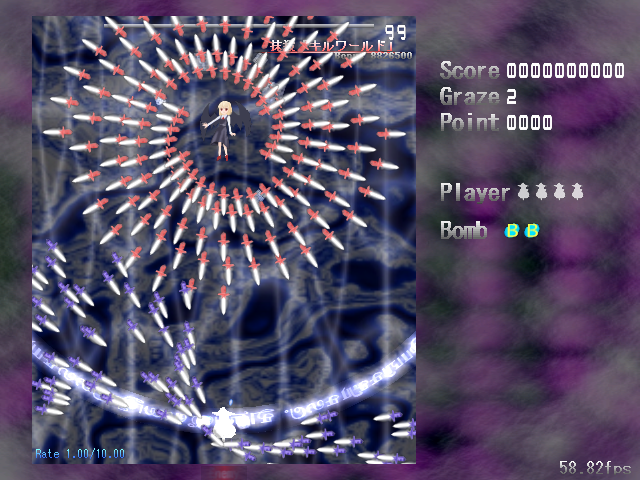 99
Score 0000000000
Graze 2
Point 0000
Player
Bomb B B
Rate 1.00/10.00
58.82fps